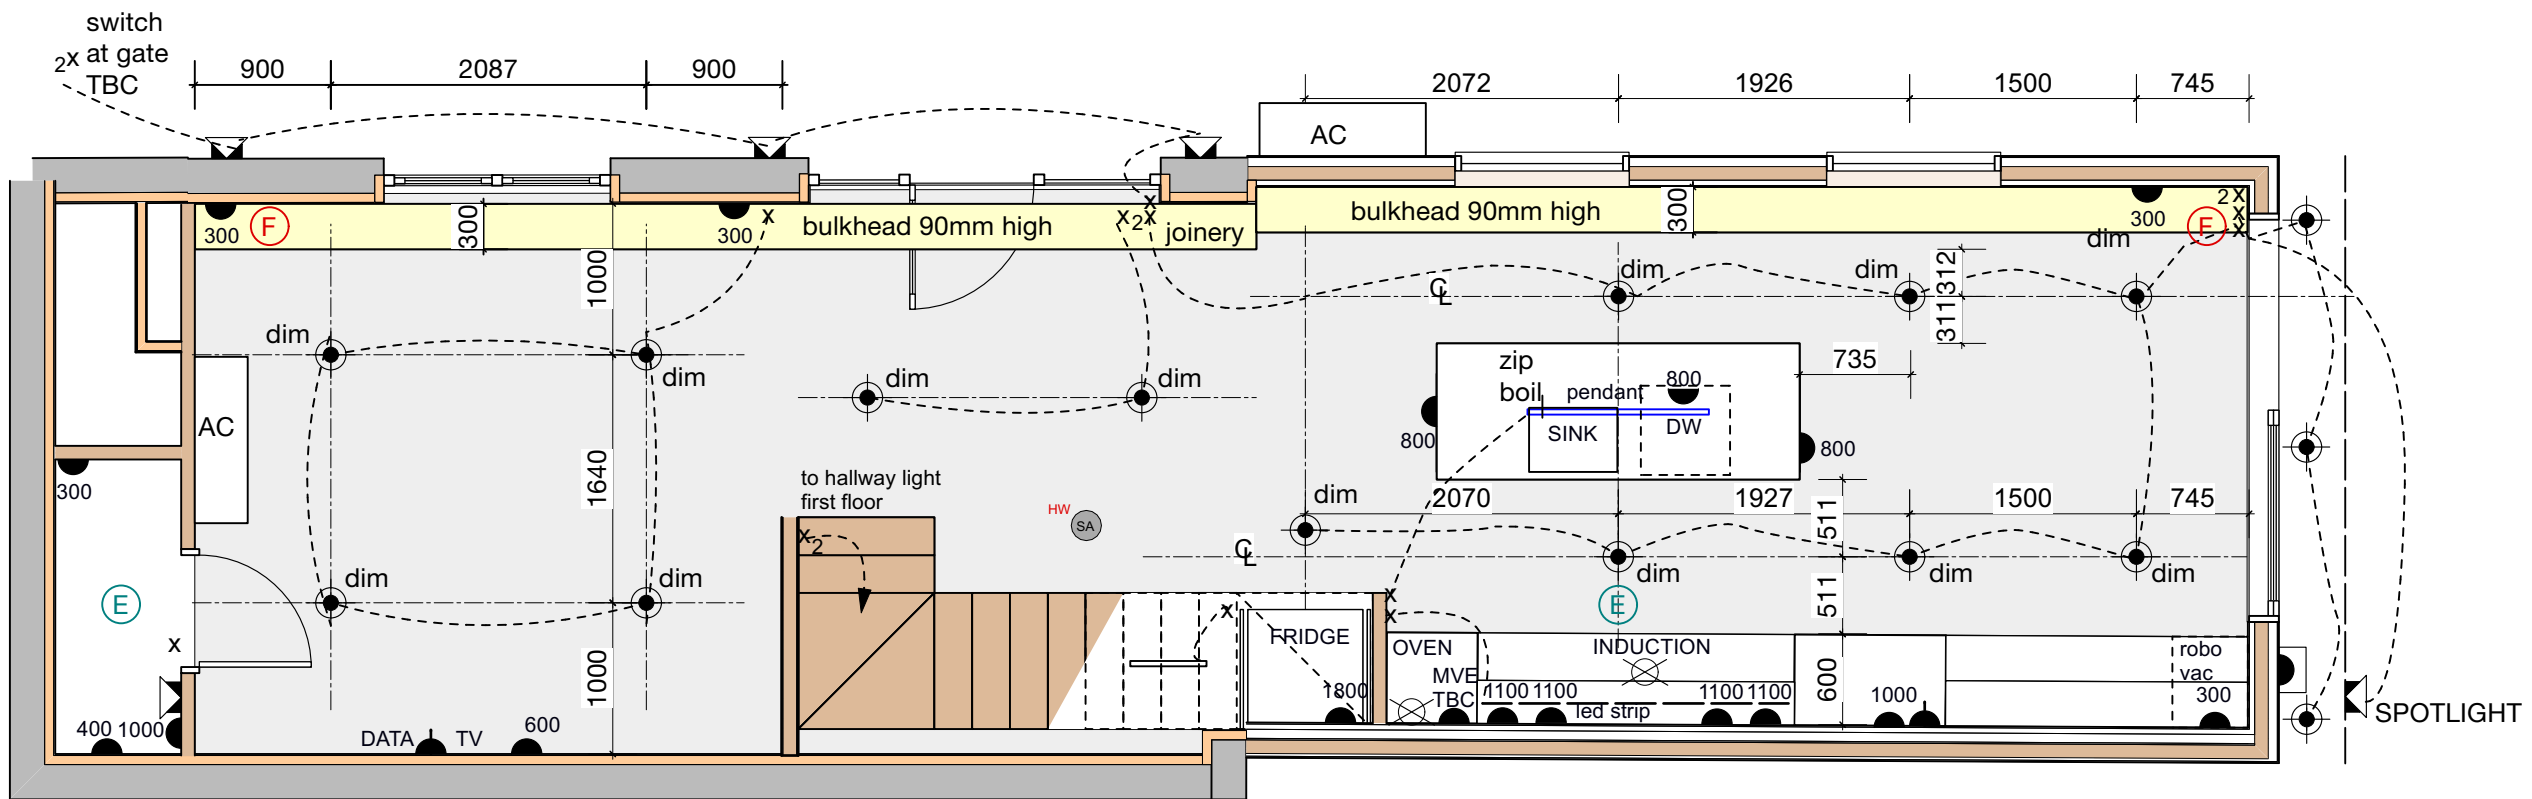 switch
2x at gate
TBC
900
2087
900
2072
1926
1500
745
AC
F
300
300
300
x
bulkhead 90mm high
x
2x
x
joinery
bulkhead 90mm high
300
300
2x
x
x
F
dim
1000
dim
dim
dim
dim
dim
dim
CL
dim
dim
312
311
735
zip
boil
pendant
800
SINK
DW
800
800
AC
300
1640
to hallway light
first floor
x2
HW
SA
dim
2070
1927
1500
745
511
CL
dim
dim
dim
dim
dim
E
x
E
511
x
x
x
FRIDGE
OVEN
INDUCTION
MVE
TBC
robo
vac
1000
600
1800
1100
1100
1100
1100
1000
300
led strip
400
1000
DATA
TV
600
SPOTLIGHT